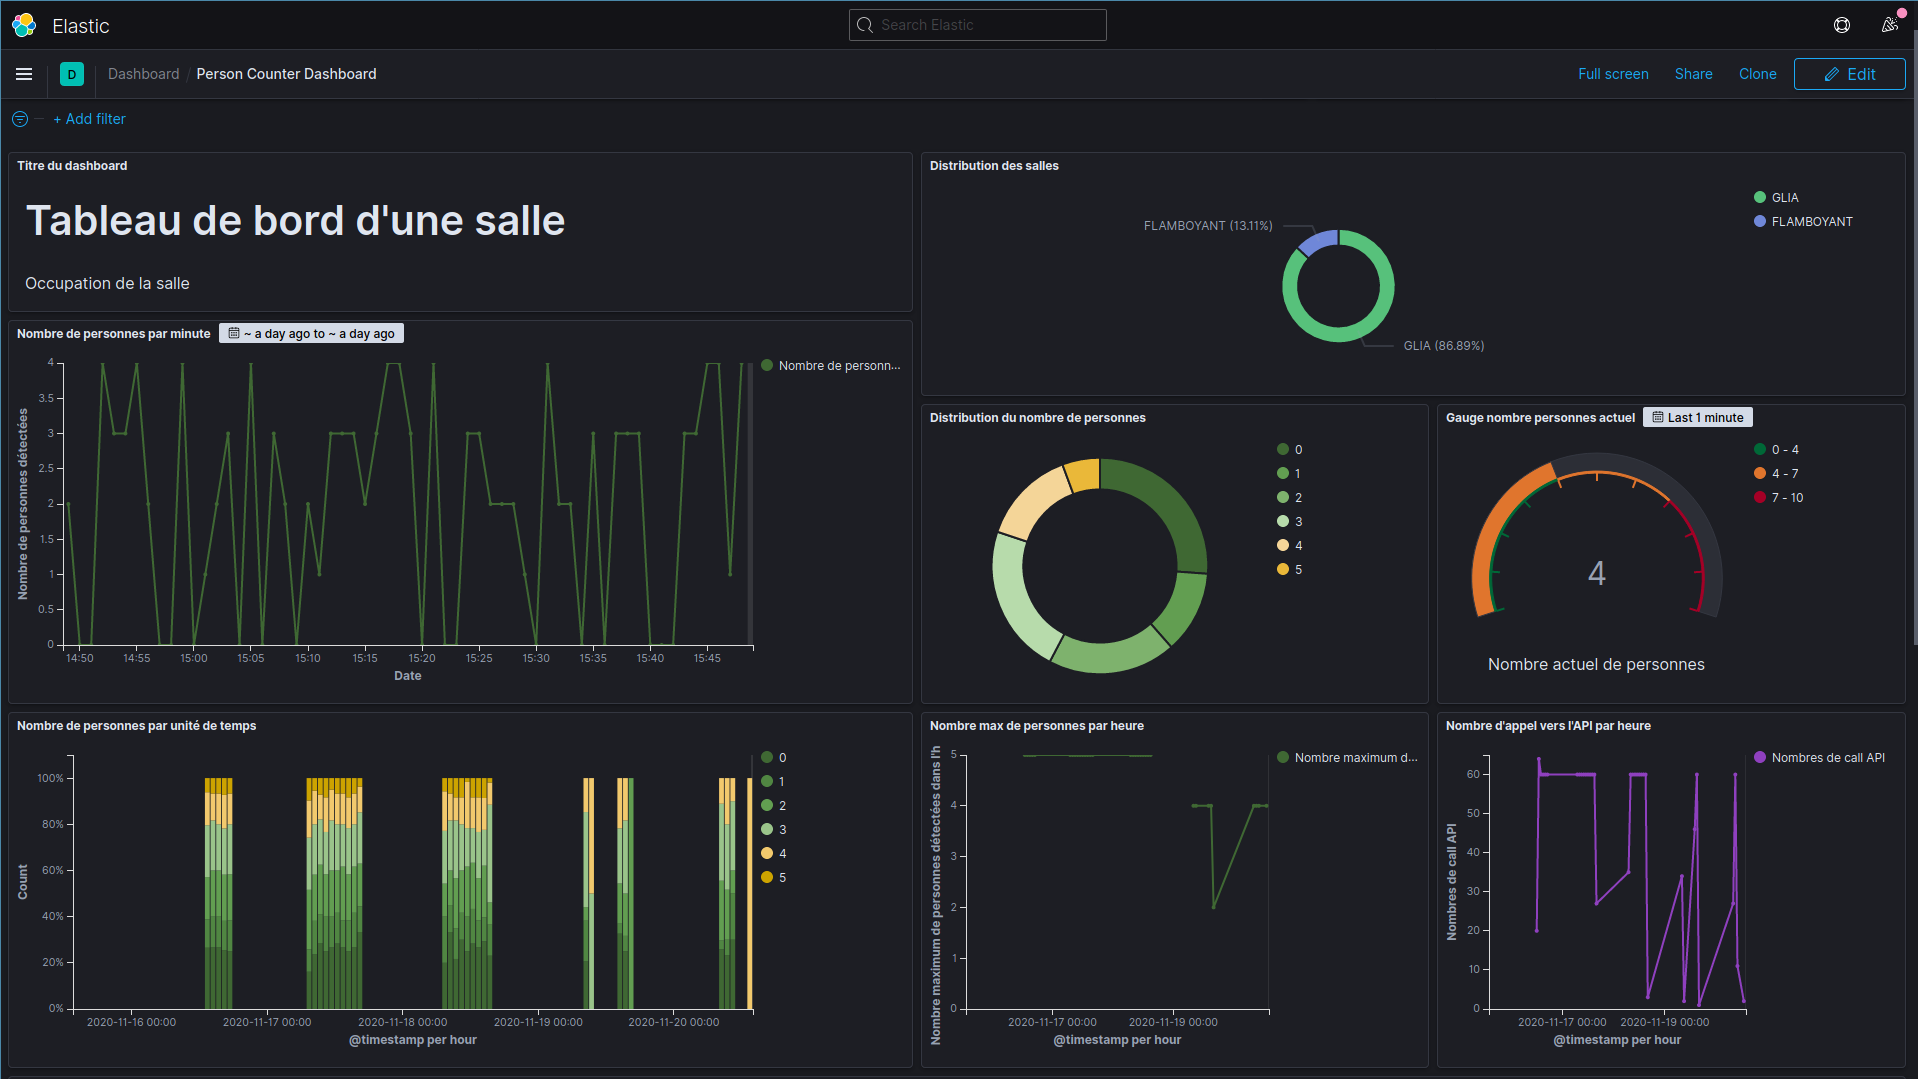 Elastic
Search Elastic
D
Dashboard / Person Counter Dashboard
Full screen
Share
Clone
Edit
+ Add filter
Titre du dashboard
Tableau de bord d'une salle
Occupation de la salle
Distribution des salles
FLAMBOYANT (13.11%)
GLIA (86.89%)
GLIA
FLAMBOYANT
Nombre de personnes par minute
~ a day ago to ~ a day ago
Nombre de personnes détectées
4
3.5
3
2.5
2
1.5
1
0.5
0
14:50 14:55 15:00 15:05 15:10 15:15 15:20 15:25 15:30 15:35 15:40 15:45
Date
Nombre de personn...
Distribution du nombre de personnes
0
1
2
3
4
5
Gauge nombre personnes actuel
Last 1 minute
4
Nombre actuel de personnes
0 - 4
4 - 7
7 - 10
Nombre de personnes par unité de temps
Count
100%
80%
60%
40%
20%
0%
2020-11-16 00:00 2020-11-17 00:00 2020-11-18 00:00 2020-11-19 00:00 2020-11-20 00:00
@timestamp per hour
0
1
2
3
4
5
Nombre max de personnes par heure
Nombre maximum de personnes détectées dans l'h
5
4
3
2
1
0
2020-11-17 00:00 2020-11-19 00:00
@timestamp per hour
Nombre maximum d...
Nombre d'appel vers l'API par heure
Nombres de call API
60
50
40
30
20
10
0
2020-11-17 00:00 2020-11-19 00:00
@timestamp per hour
Nombres de call API